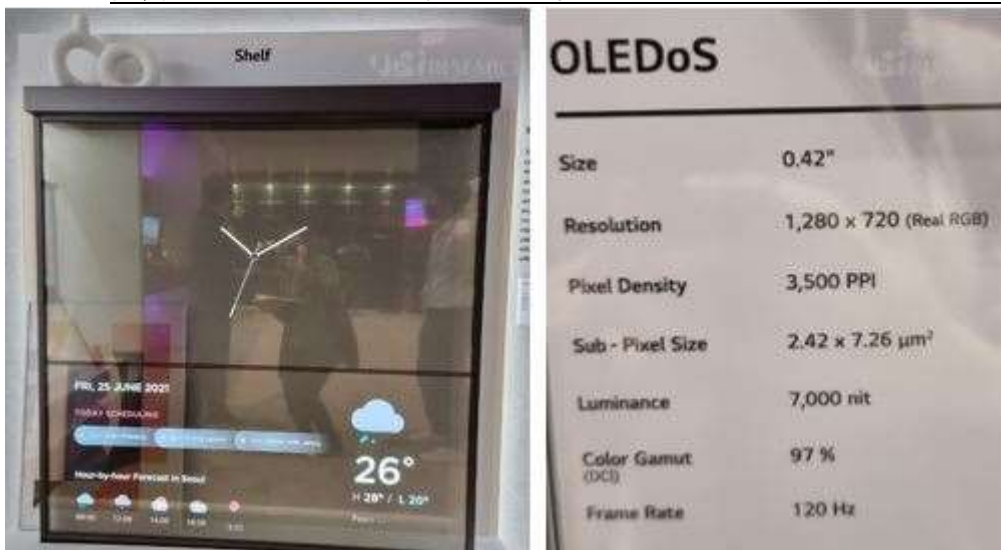 Shelf
UBI RESEARCH
FRI, 25 JUNE 2021
TODAY SCHEDULING
Hour-by-hour Forecast in Seoul
26°
H 28° / L 20°
OLEDoS
Size 0.42"
Resolution 1,280 x 720 (Real RGB)
Pixel Density 3,500 PPI
Sub - Pixel Size 2.42 x 7.26 μm²
Luminance 7,000 nit
Color Gamut 97 %
(DCI)
Frame Rate 120 Hz